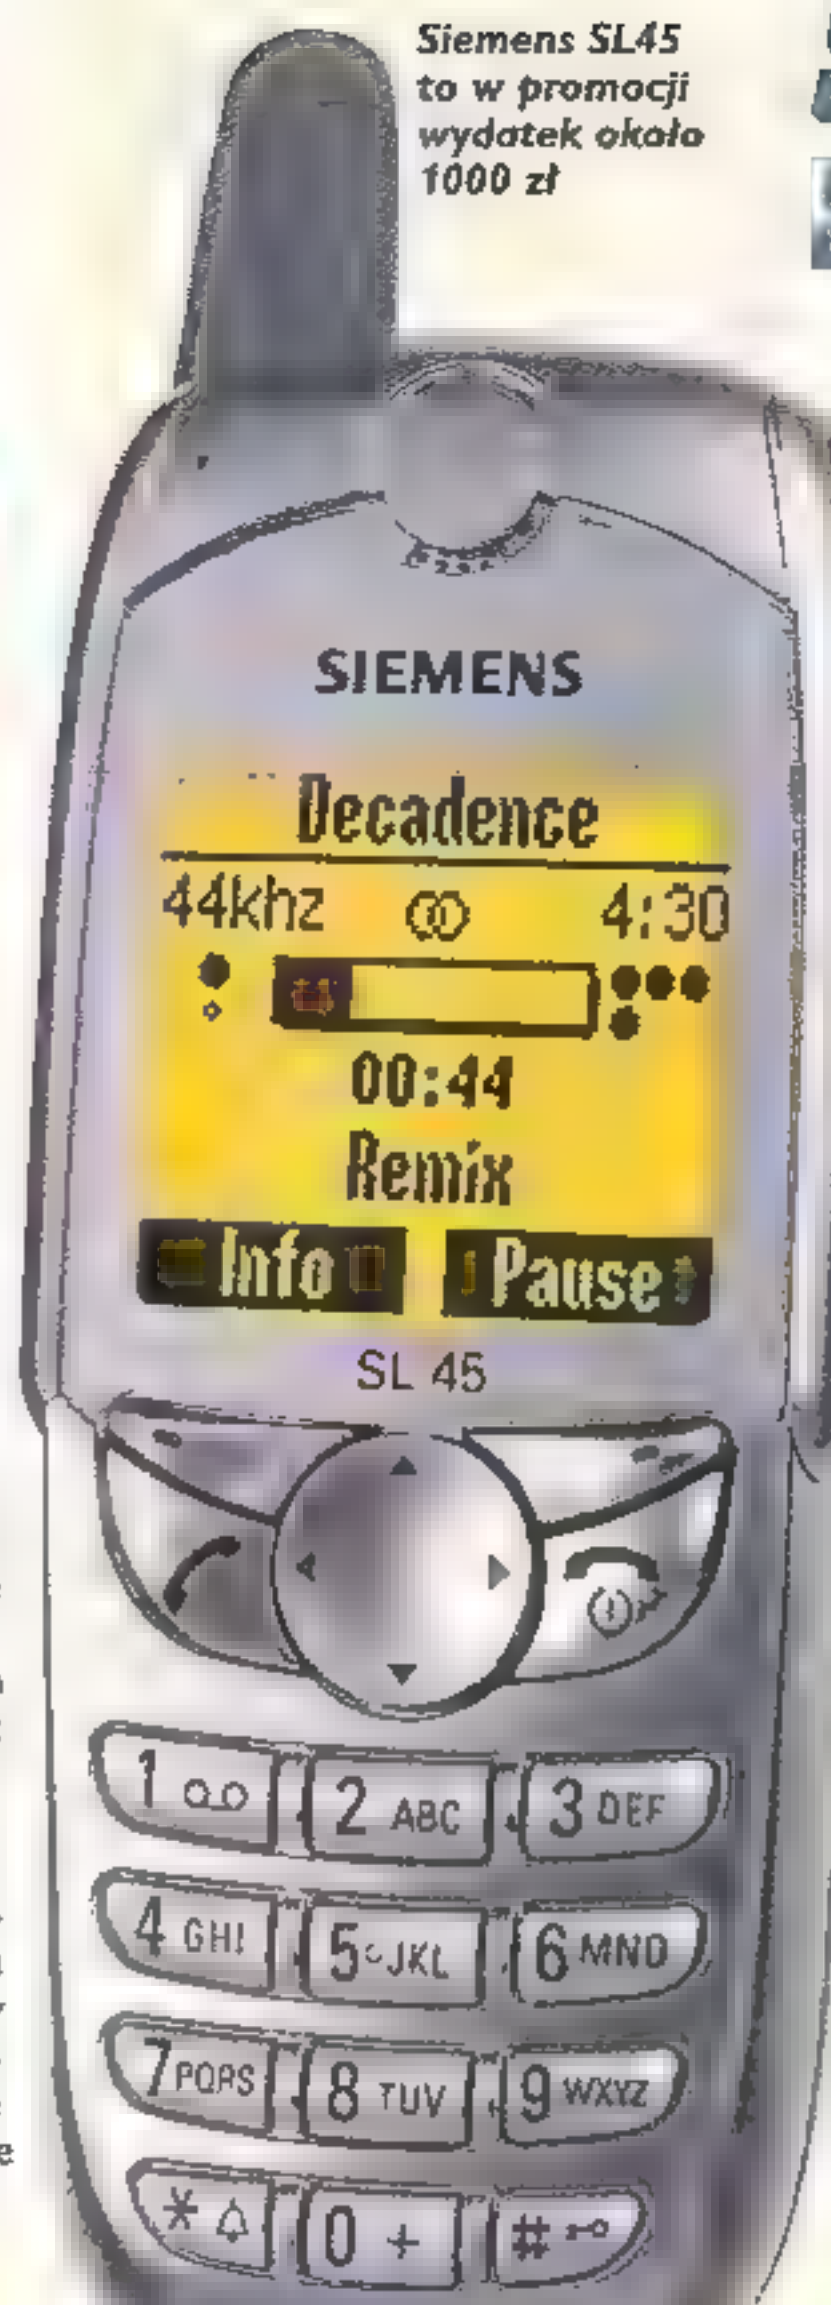 Siemens SL45
to w promocji
wydatek około
1000 zł
SIEMENS
Decadence
44khz 4:30
00:44
Remix
Info Pause
SL 45
1 2 ABC 3 DEF
4 GHI 5 JKL 6 MNO
7 PQRS 8 TUV 9 WXYZ
* 0 + #
e